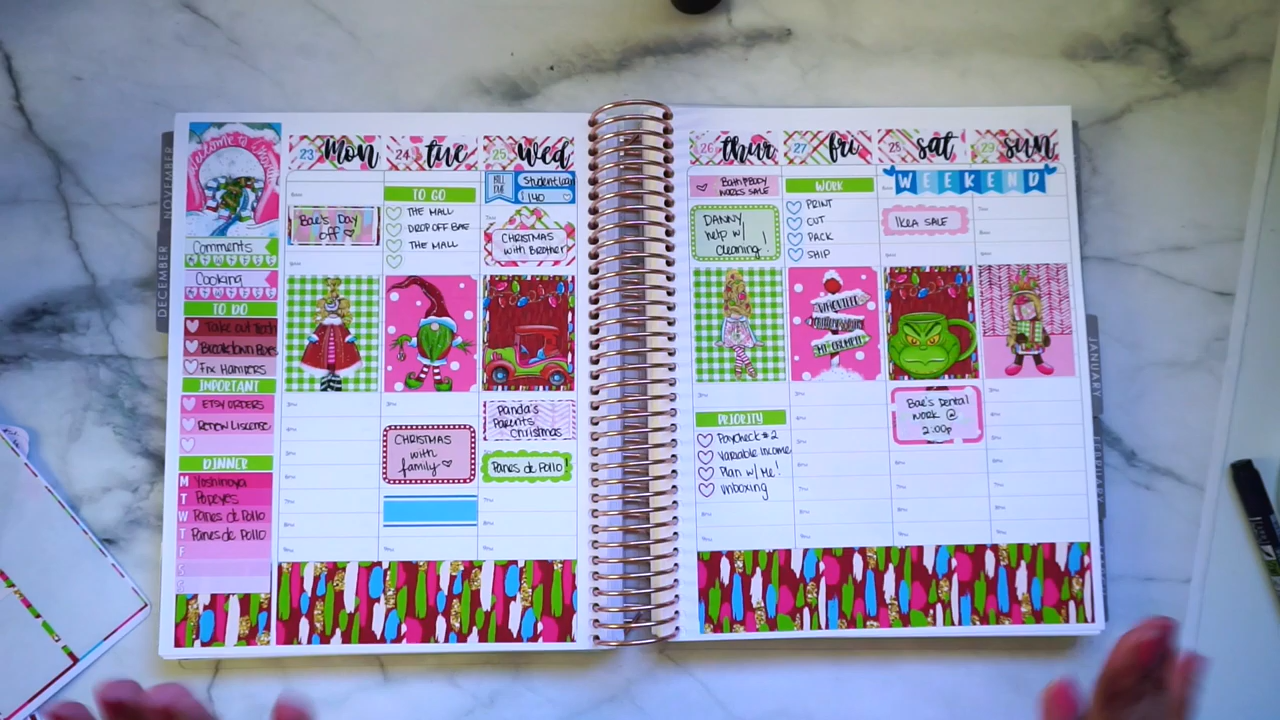 NOVEMBER
DECEMBER
Welcome to
Comments
Cooking
TO DO
Take out Trash
Breakdown Boxes
Fix Hampers
IMPORTANT
ETSY ORDERS
DINNER
M Yoshinoya
T Popeyes
W Panes de Pollo
T Panes de Pollo
F
S
S
23 mon
Bae's Day
off
24 tue
TO GO
THE MALL
DROP OFF BAE
THE MALL
CHRISTMAS
with
family
25 wed
BILL
DUE
Student Loan
140
CHRISTMAS
with Brother
Panda's
Parents
Christmas
Panes de Pollo!
26 thur
Bath & Body
WORKS SALE
DANNY
help w/
Cleaning!
PRIORITY
Paycheck #2
Variable Income
Plan w/ Me!
unboxing
27 fri
WORK
PRINT
CUT
PACK
SHIP
WHOVILLE
MT CRUMPIT
28 sat
WEEKEND
IKEA SALE
Bae's Dental
work @
2:00p
29 sun
JANUARY
FEBRUARY